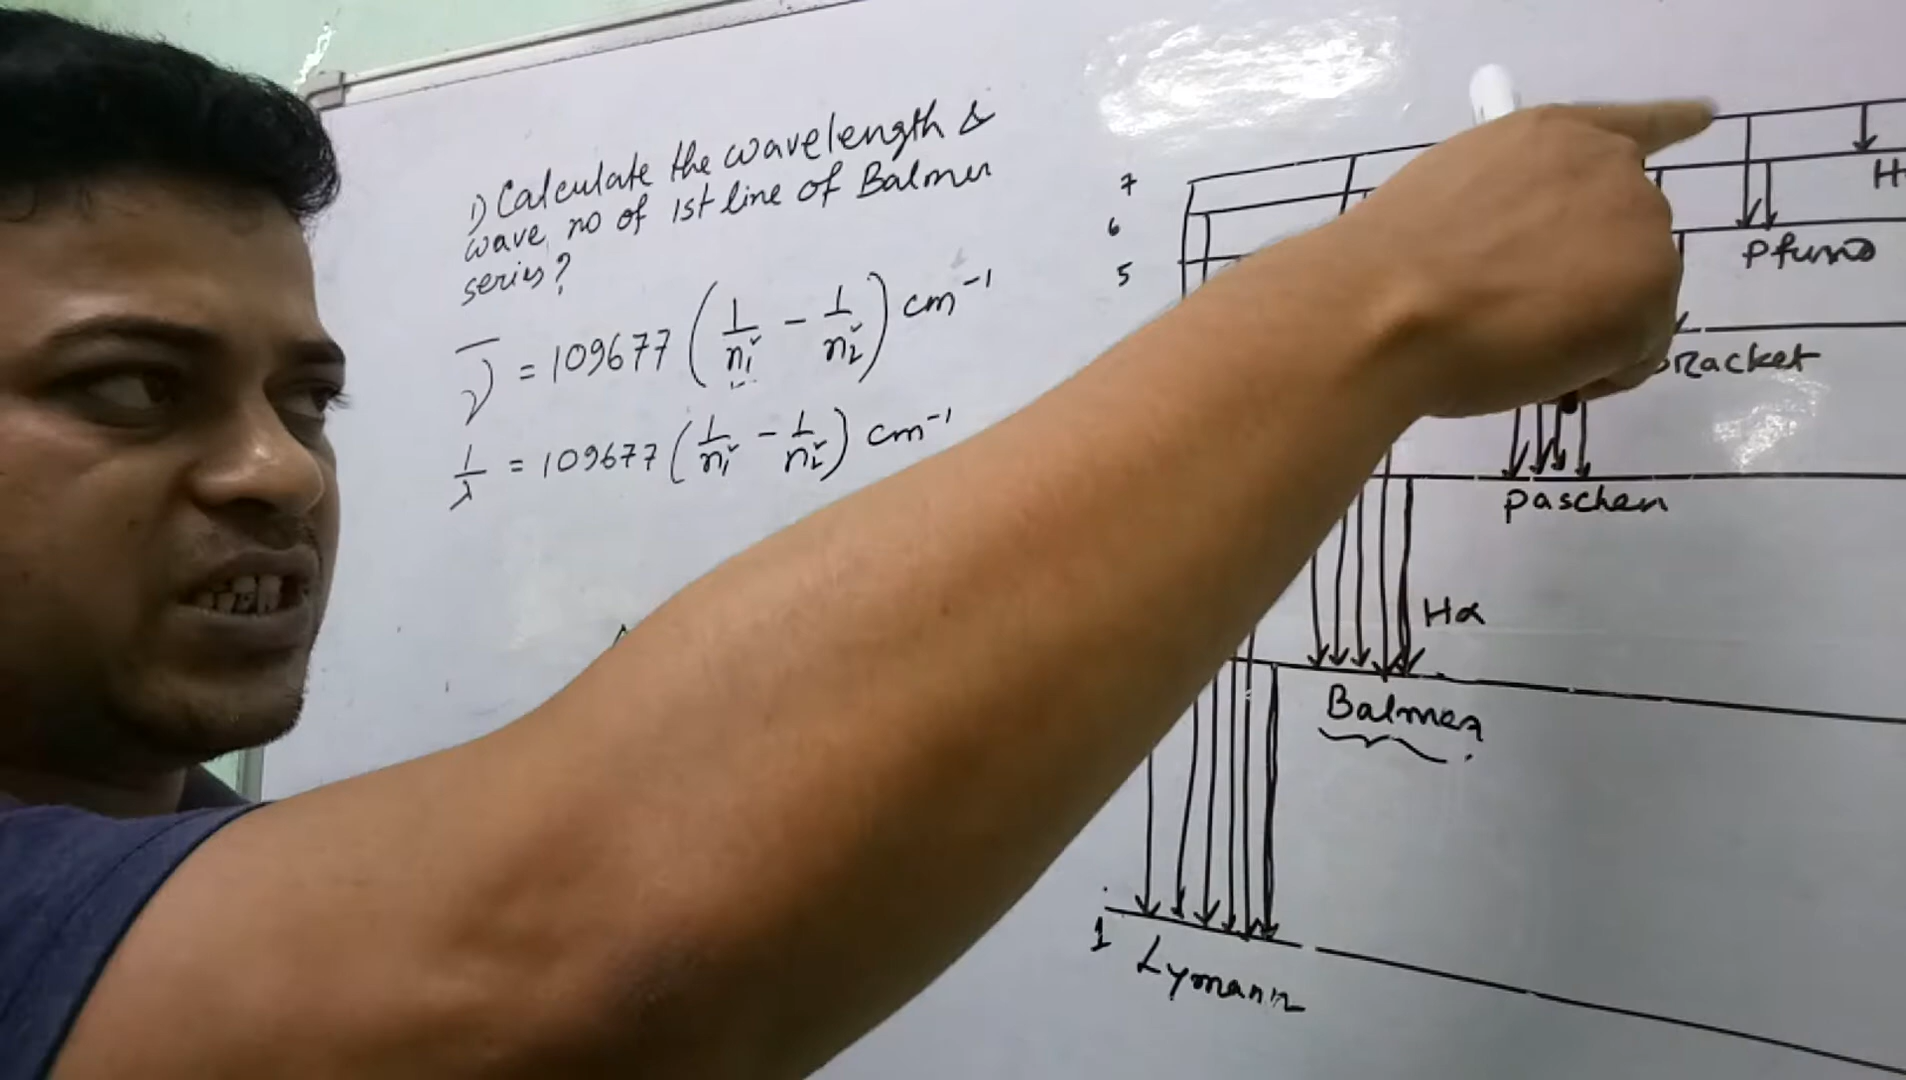 1) Calculate the wavelength &
wave no of 1st line of Balmer
series?
ν̅ = 109677 (1/n₁² − 1/n₂²) cm⁻¹
1/λ = 109677 (1/n₁² − 1/n₂²) cm⁻¹
7
6
5
H
Pfund
racket
Paschen
Hα
Balmer
1
Lymann